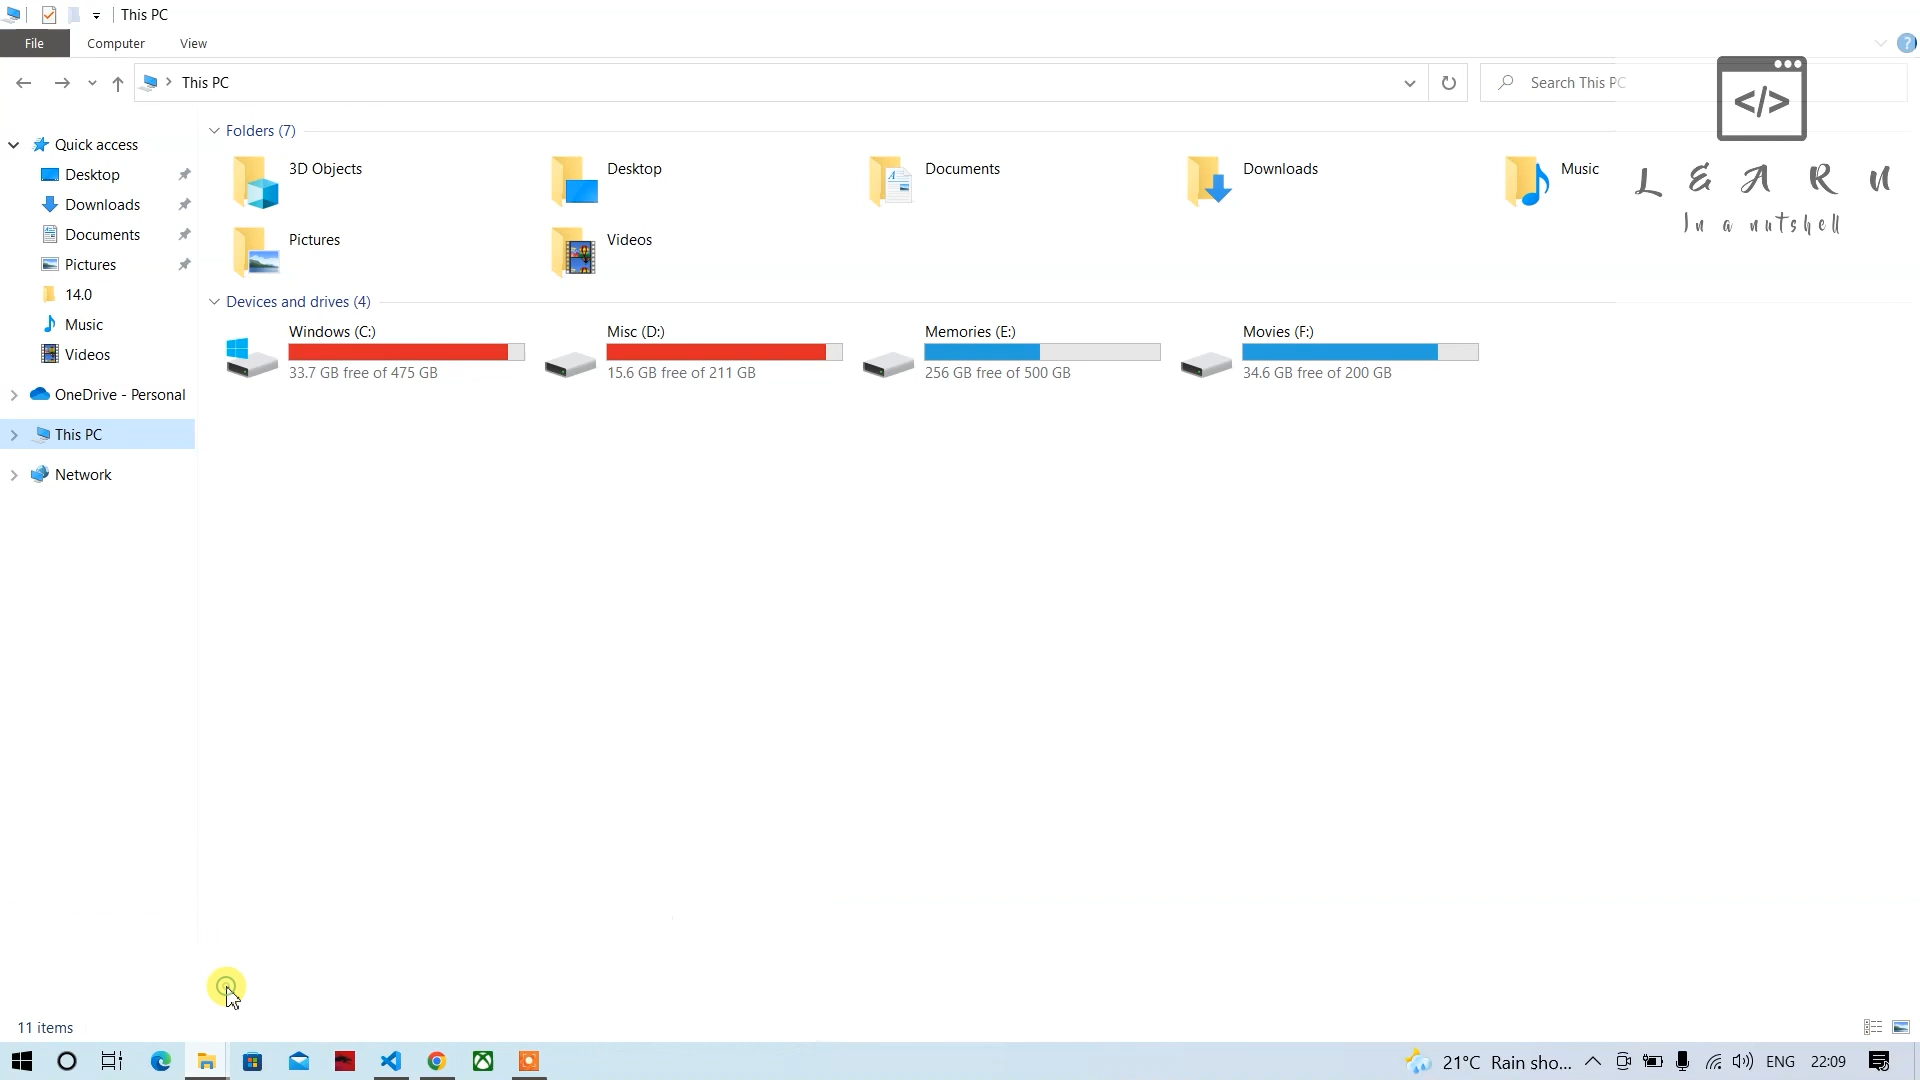 This PC
File Computer View
This PC
Search This PC
</>
LEARN
In a nutshell
Quick access
Desktop
Downloads
Documents
Pictures
14.0
Music
Videos
OneDrive - Personal
This PC
Network
Folders (7)
3D Objects
Desktop
Documents
Downloads
Music
Pictures
Videos
Devices and drives (4)
Windows (C:)
33.7 GB free of 475 GB
Misc (D:)
15.6 GB free of 211 GB
Memories (E:)
256 GB free of 500 GB
Movies (F:)
34.6 GB free of 200 GB
11 items
21°C Rain sho... ENG 22:09